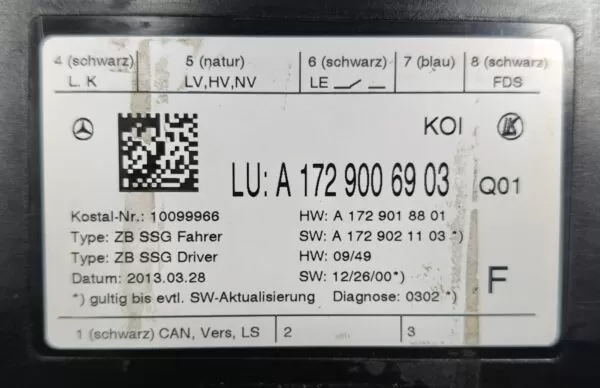 4 (schwarz) 5 (natur) 6 (schwarz) 7 (blau) 8 (schwarz)
L. K LV,HV,NV LE FDS
KOI
LU: A 172 900 69 03 Q01
Kostal-Nr.: 10099966 HW: A 172 901 88 01
Type: ZB SSG Fahrer SW: A 172 902 11 03 *)
Type: ZB SSG Driver HW: 09/49
Datum: 2013.03.28 SW: 12/26/00*) F
*) gultig bis evtl. SW-Aktualisierung Diagnose: 0302 *)
1 (schwarz) CAN, Vers, LS 2 3